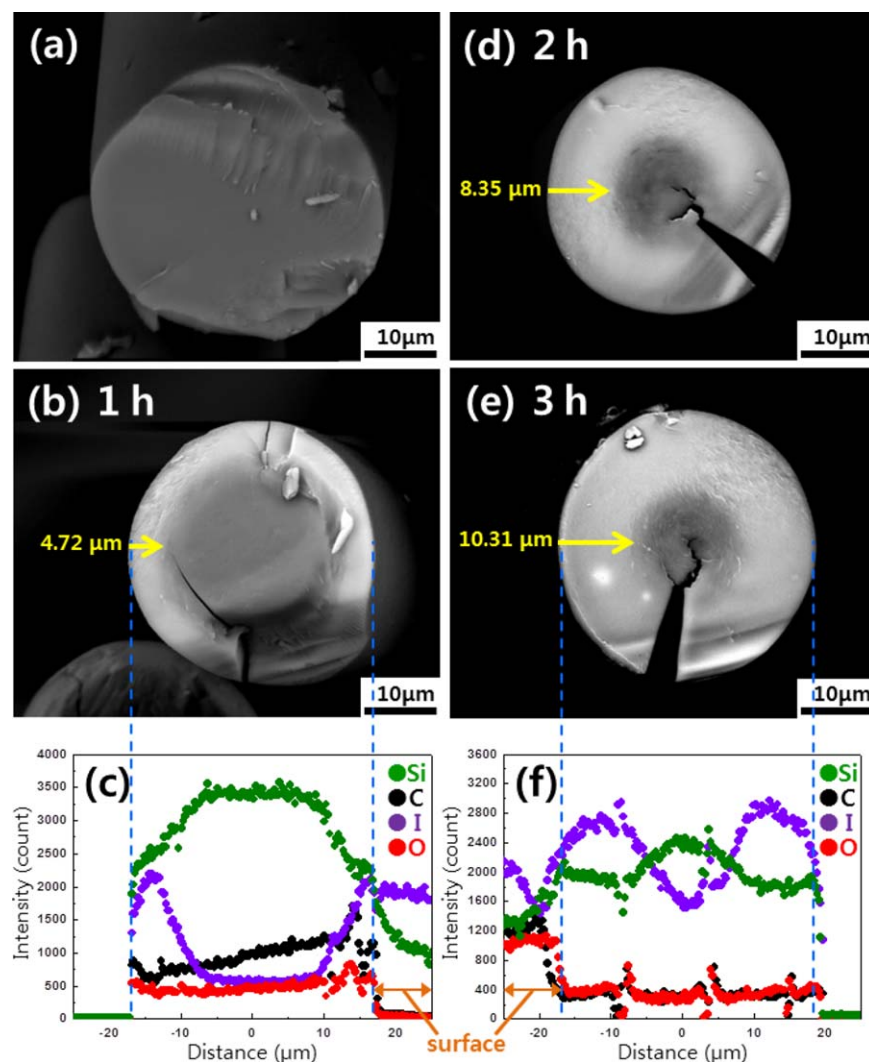 (a)
10μm
(b) 1 h
4.72 μm
10μm
(c)
Si
C
I
O
4000
3500
3000
2500
2000
1500
1000
500
0
Intensity (count)
-10
0
10
20
Distance (μm)
surface
(d) 2 h
8.35 μm
10μm
(e) 3 h
10.31 μm
10μm
(f)
Si
C
I
O
3600
3200
2800
2400
2000
1600
1200
800
400
0
Intensity (count)
-20
-10
0
10
20
Distance (μm)